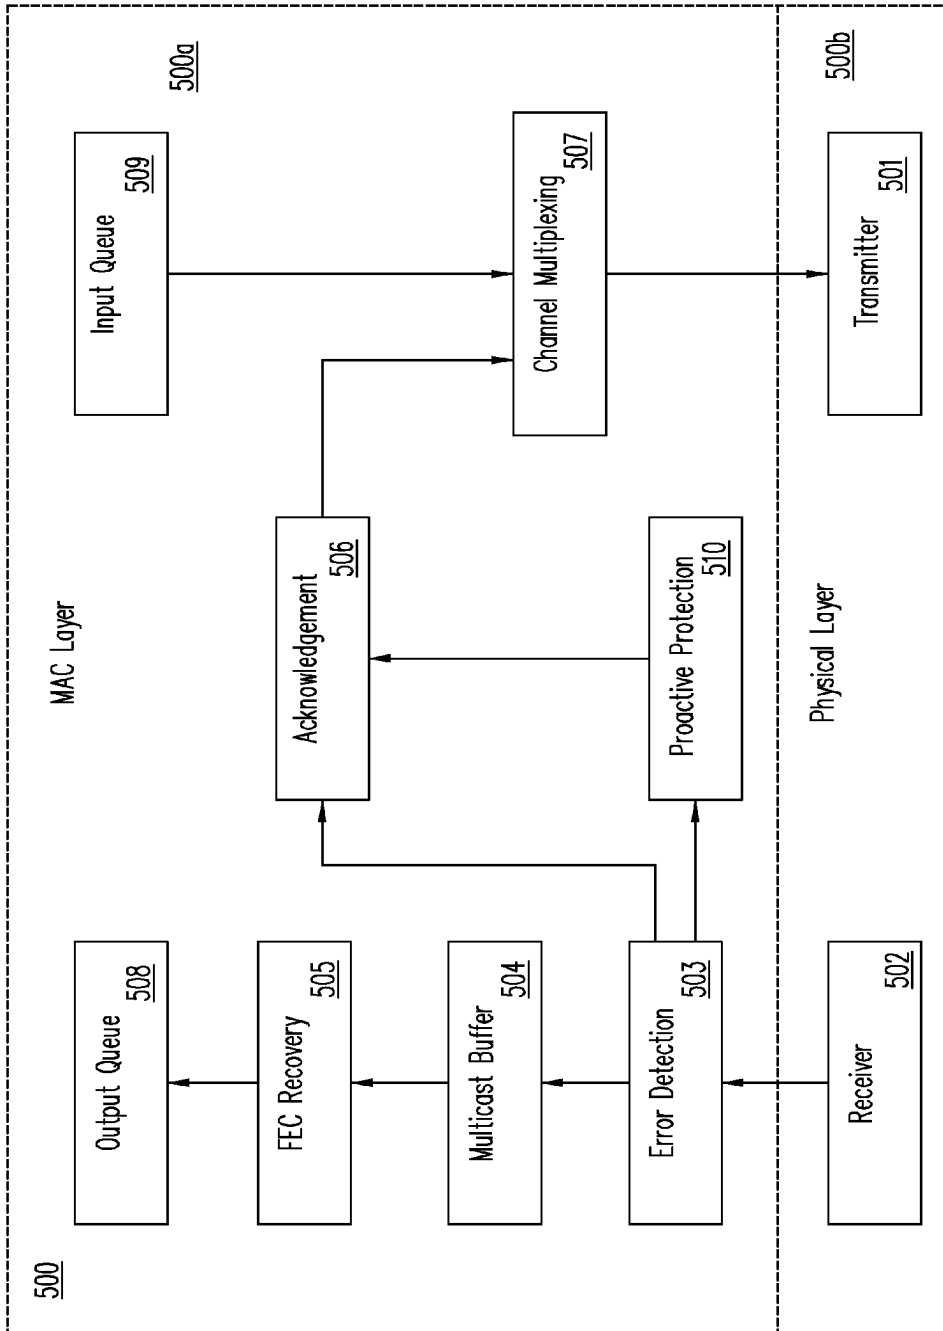 500
MAC Layer
500a
Output Queue
508
Input Queue
509
FEC Recovery
505
Acknowledgement
506
Multicast Buffer
504
Channel Multiplexing
507
Error Detection
503
Proactive Protection
510
Physical Layer
500b
Receiver
502
Transmitter
501